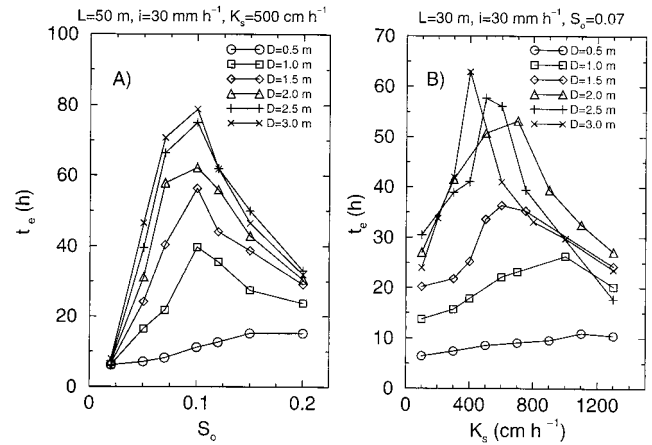 L=50 m, i=30 mm h⁻¹, Kₛ=500 cm h⁻¹
A)
D=0.5 m
D=1.0 m
D=1.5 m
D=2.0 m
D=2.5 m
D=3.0 m
100
80
60
40
20
0
tₑ (h)
0 0.1 0.2
Sₒ
L=30 m, i=30 mm h⁻¹, Sₒ=0.07
B)
D=0.5 m
D=1.0 m
D=1.5 m
D=2.0 m
D=2.5 m
D=3.0 m
70
60
50
40
30
20
10
0
tₑ (h)
0 400 800 1200
Kₛ (cm h⁻¹)